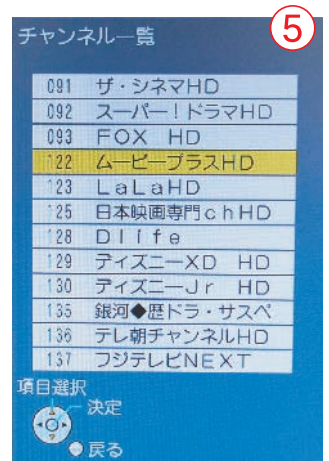 ⑤
チャンネル一覧
091 ザ・シネマHD
092 スーパー！ドラマHD
093 FOX HD
122 ムービープラスHD
123 LaLaHD
125 日本映画専門chHD
128 Dlife
129 ディズニーXD HD
130 ディズニーJr HD
135 銀河◆歴ドラ・サスペ
136 テレ朝チャンネルHD
137 フジテレビNEXT
項目選択
決定
戻る